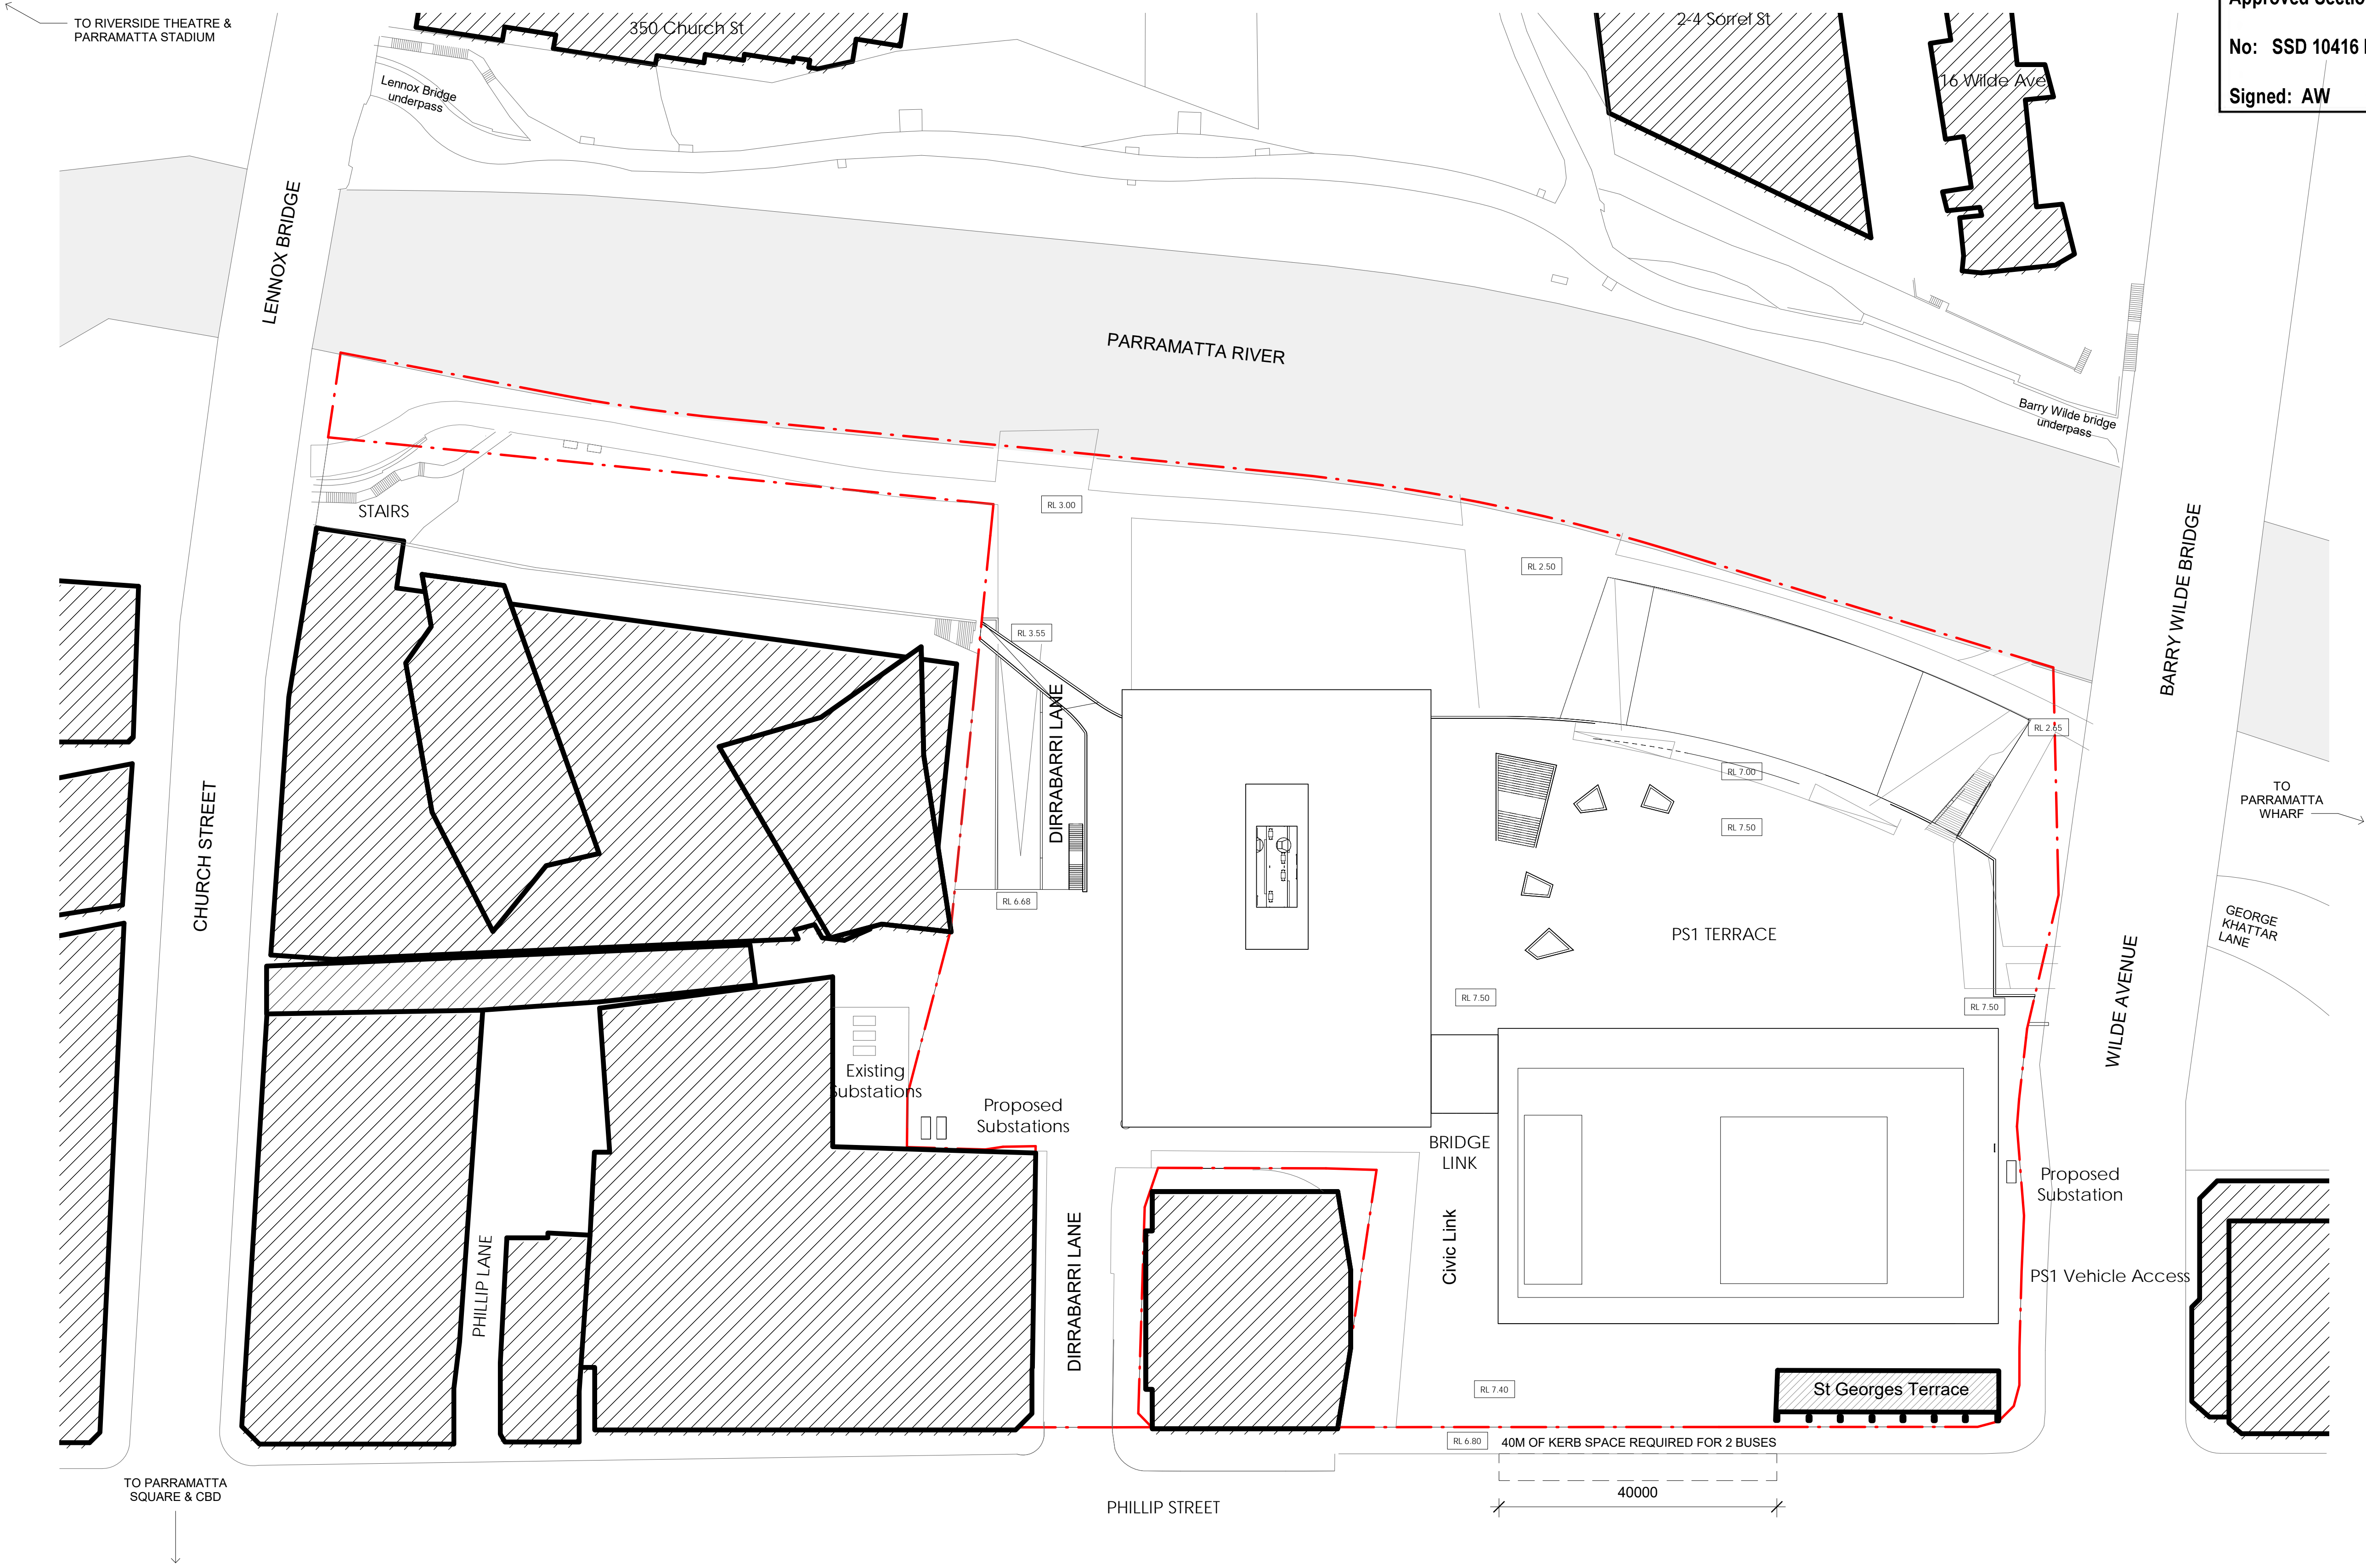 TO RIVERSIDE THEATRE &
PARRAMATTA STADIUM
350 Church St
2-4 Sorrel St
16 Wilde Ave
No: SSD 10416
Signed: AW
Lennox Bridge
underpass
LENNOX BRIDGE
PARRAMATTA RIVER
Barry Wilde bridge
underpass
BARRY WILDE BRIDGE
STAIRS
RL 3.00
RL 2.50
RL 3.55
RL 2.65
DIRRABARRI LANE
RL 7.00
RL 7.50
TO
PARRAMATTA
WHARF
CHURCH STREET
RL 6.68
PS1 TERRACE
GEORGE
KHATTAR
LANE
WILDE AVENUE
RL 7.50
RL 7.50
Existing
Substations
Proposed
Substations
BRIDGE
LINK
Proposed
Substation
Civic Link
PHILLIP LANE
DIRRABARRI LANE
PS1 Vehicle Access
RL 7.40
St Georges Terrace
RL 6.80
40M OF KERB SPACE REQUIRED FOR 2 BUSES
40000
TO PARRAMATTA
SQUARE & CBD
PHILLIP STREET